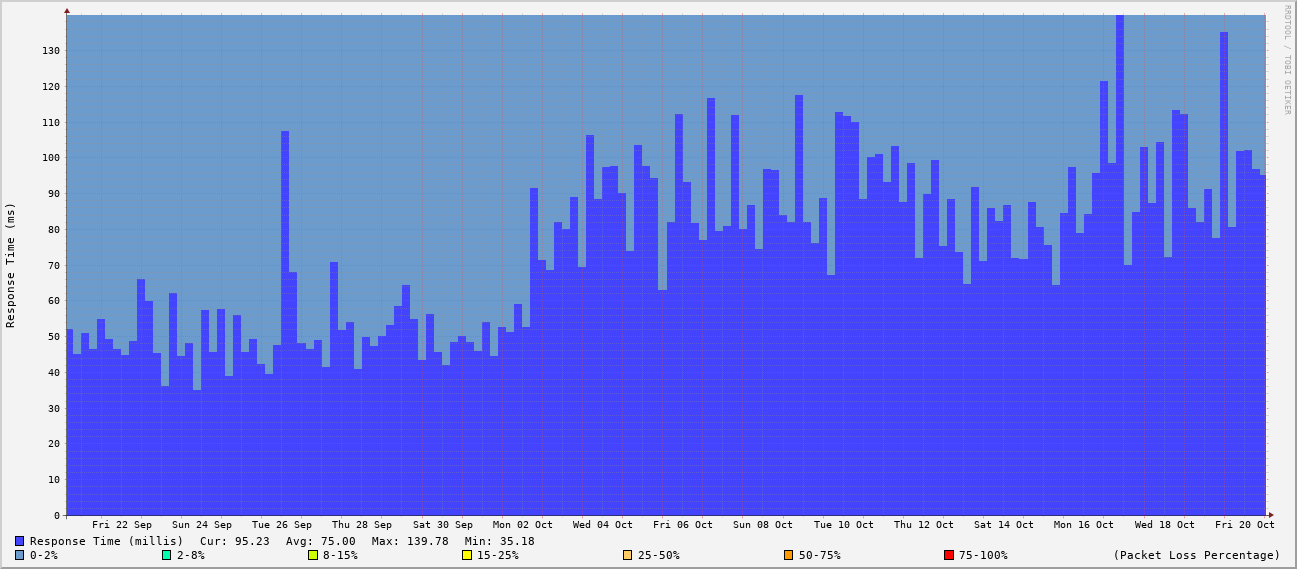 RRDTOOL / TOBI OETIKER
Response Time (ms)
130
120
110
100
90
80
70
60
50
40
30
20
10
0
Fri 22 Sep Sun 24 Sep Tue 26 Sep Thu 28 Sep Sat 30 Sep Mon 02 Oct Wed 04 Oct Fri 06 Oct Sun 08 Oct Tue 10 Oct Thu 12 Oct Sat 14 Oct Mon 16 Oct Wed 18 Oct Fri 20 Oct
Response Time (millis) Cur: 95.23 Avg: 75.00 Max: 139.78 Min: 35.18
0-2% 2-8% 8-15% 15-25% 25-50% 50-75% 75-100% (Packet Loss Percentage)